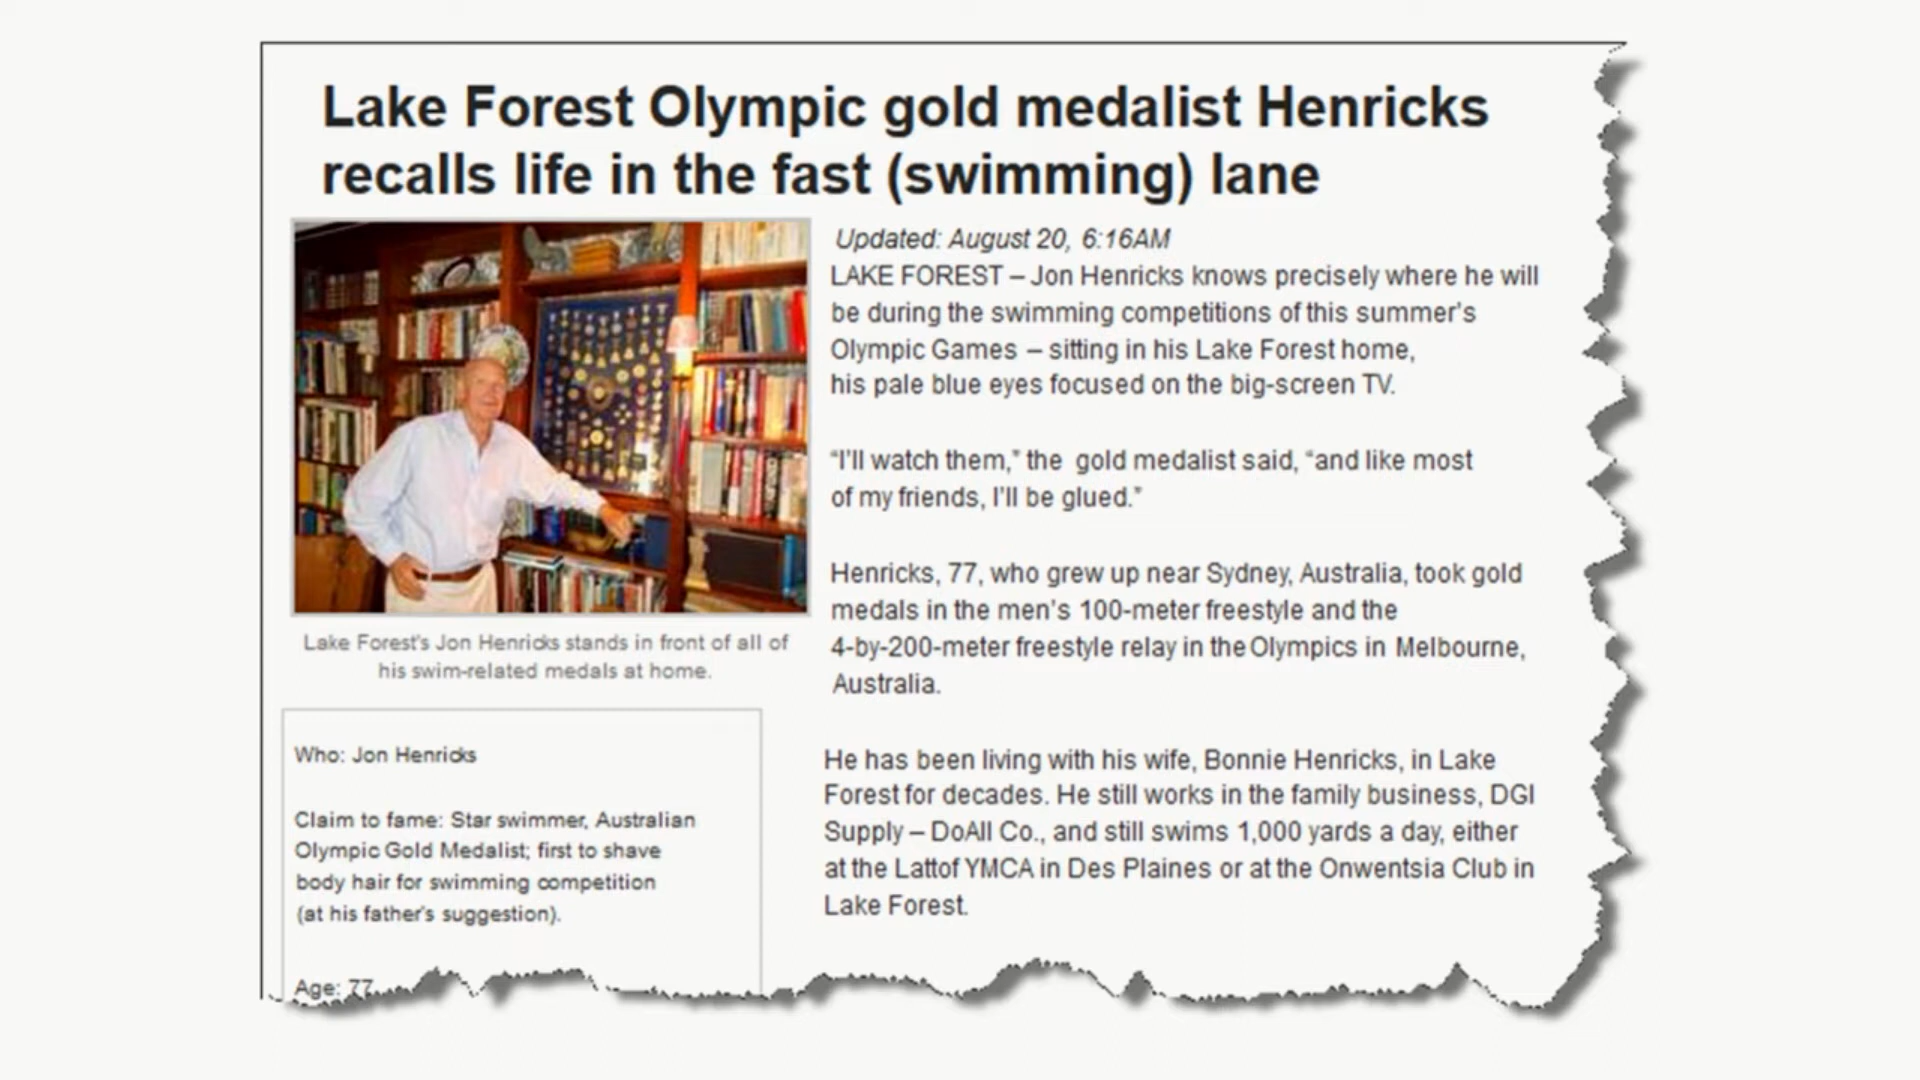 Lake Forest Olympic gold medalist Henricks
recalls life in the fast (swimming) lane
Updated: August 20, 6:16AM
LAKE FOREST – Jon Henricks knows precisely where he will
be during the swimming competitions of this summer's
Olympic Games – sitting in his Lake Forest home,
his pale blue eyes focused on the big-screen TV.
“I'll watch them,” the gold medalist said, “and like most
of my friends, I'll be glued.”
Henricks, 77, who grew up near Sydney, Australia, took gold
medals in the men's 100-meter freestyle and the
4-by-200-meter freestyle relay in the Olympics in Melbourne,
Australia.
He has been living with his wife, Bonnie Henricks, in Lake
Forest for decades. He still works in the family business, DGI
Supply – DoAll Co., and still swims 1,000 yards a day, either
at the Lattof YMCA in Des Plaines or at the Onwentsia Club in
Lake Forest.
Lake Forest's Jon Henricks stands in front of all of
his swim-related medals at home.
Who: Jon Henricks
Claim to fame: Star swimmer, Australian
Olympic Gold Medalist; first to shave
body hair for swimming competition
(at his father's suggestion).
Age: 77